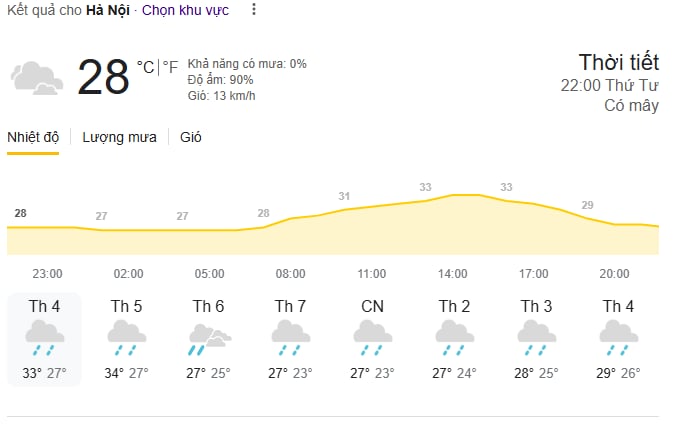 Kết quả cho Hà Nội · Chọn khu vực
28 °C|°F
Khả năng có mưa: 0%
Độ ẩm: 90%
Gió: 13 km/h
Thời tiết
22:00 Thứ Tư
Có mây
Nhiệt độ Lượng mưa Gió
28 27 27 28 31 33 33 29
23:00 02:00 05:00 08:00 11:00 14:00 17:00 20:00
Th 4 Th 5 Th 6 Th 7 CN Th 2 Th 3 Th 4
33° 27° 34° 27° 27° 25° 27° 23° 27° 23° 27° 24° 28° 25° 29° 26°